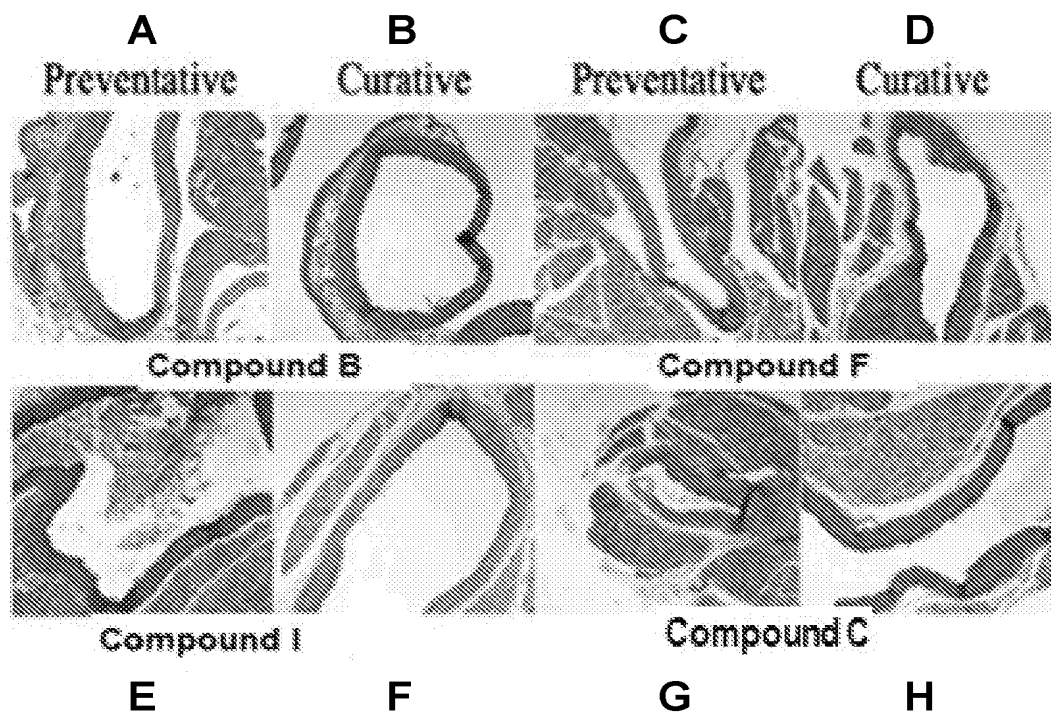 A B C D
Preventative Curative Preventative Curative
Compound B Compound F
Compound I Compound C
E F G H